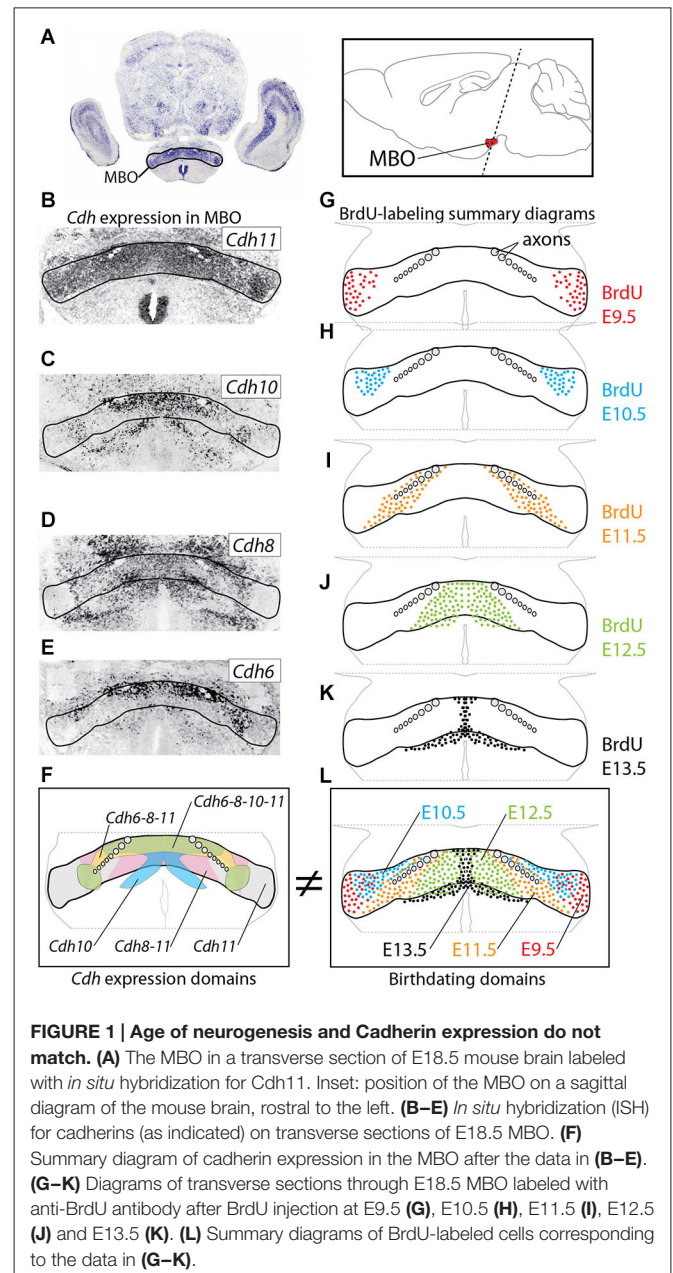 A
MBO
MBO
B
Cdh expression in MBO
Cdh11
C
Cdh10
D
Cdh8
E
Cdh6
F
Cdh6-8-11
Cdh6-8-10-11
Cdh10
Cdh8-11
Cdh11
Cdh expression domains
≠
G
BrdU-labeling summary diagrams
axons
BrdU
E9.5
H
BrdU
E10.5
I
BrdU
E11.5
J
BrdU
E12.5
K
BrdU
E13.5
L
E10.5
E12.5
E13.5
E11.5
E9.5
Birthdating domains
FIGURE 1 | Age of neurogenesis and Cadherin expression do not
match. (A) The MBO in a transverse section of E18.5 mouse brain labeled
with in situ hybridization for Cdh11. Inset: position of the MBO on a sagittal
diagram of the mouse brain, rostral to the left. (B–E) In situ hybridization (ISH)
for cadherins (as indicated) on transverse sections of E18.5 MBO. (F)
Summary diagram of cadherin expression in the MBO after the data in (B–E).
(G–K) Diagrams of transverse sections through E18.5 MBO labeled with
anti-BrdU antibody after BrdU injection at E9.5 (G), E10.5 (H), E11.5 (I), E12.5
(J) and E13.5 (K). (L) Summary diagrams of BrdU-labeled cells corresponding
to the data in (G–K).